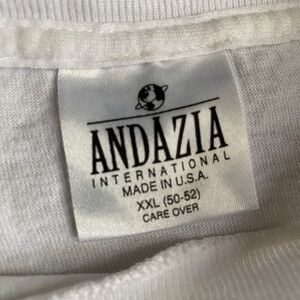 ANDAZIA
INTERNATIONAL
MADE IN U.S.A.
XXL (50-52)
CARE OVER